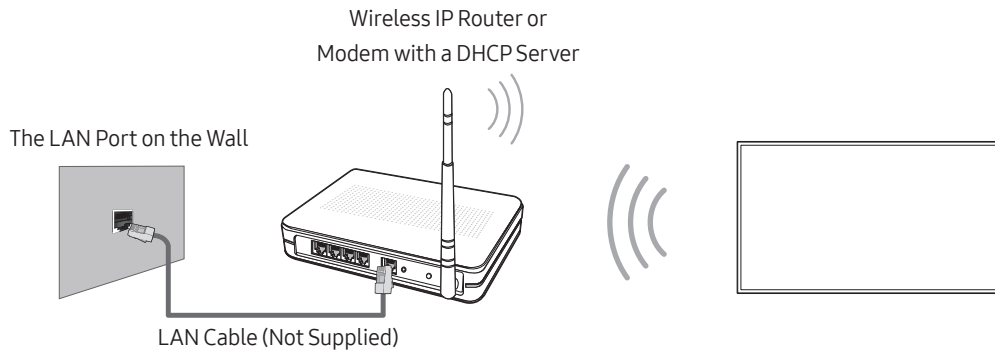 Wireless IP Router or
Modem with a DHCP Server
The LAN Port on the Wall
LAN Cable (Not Supplied)